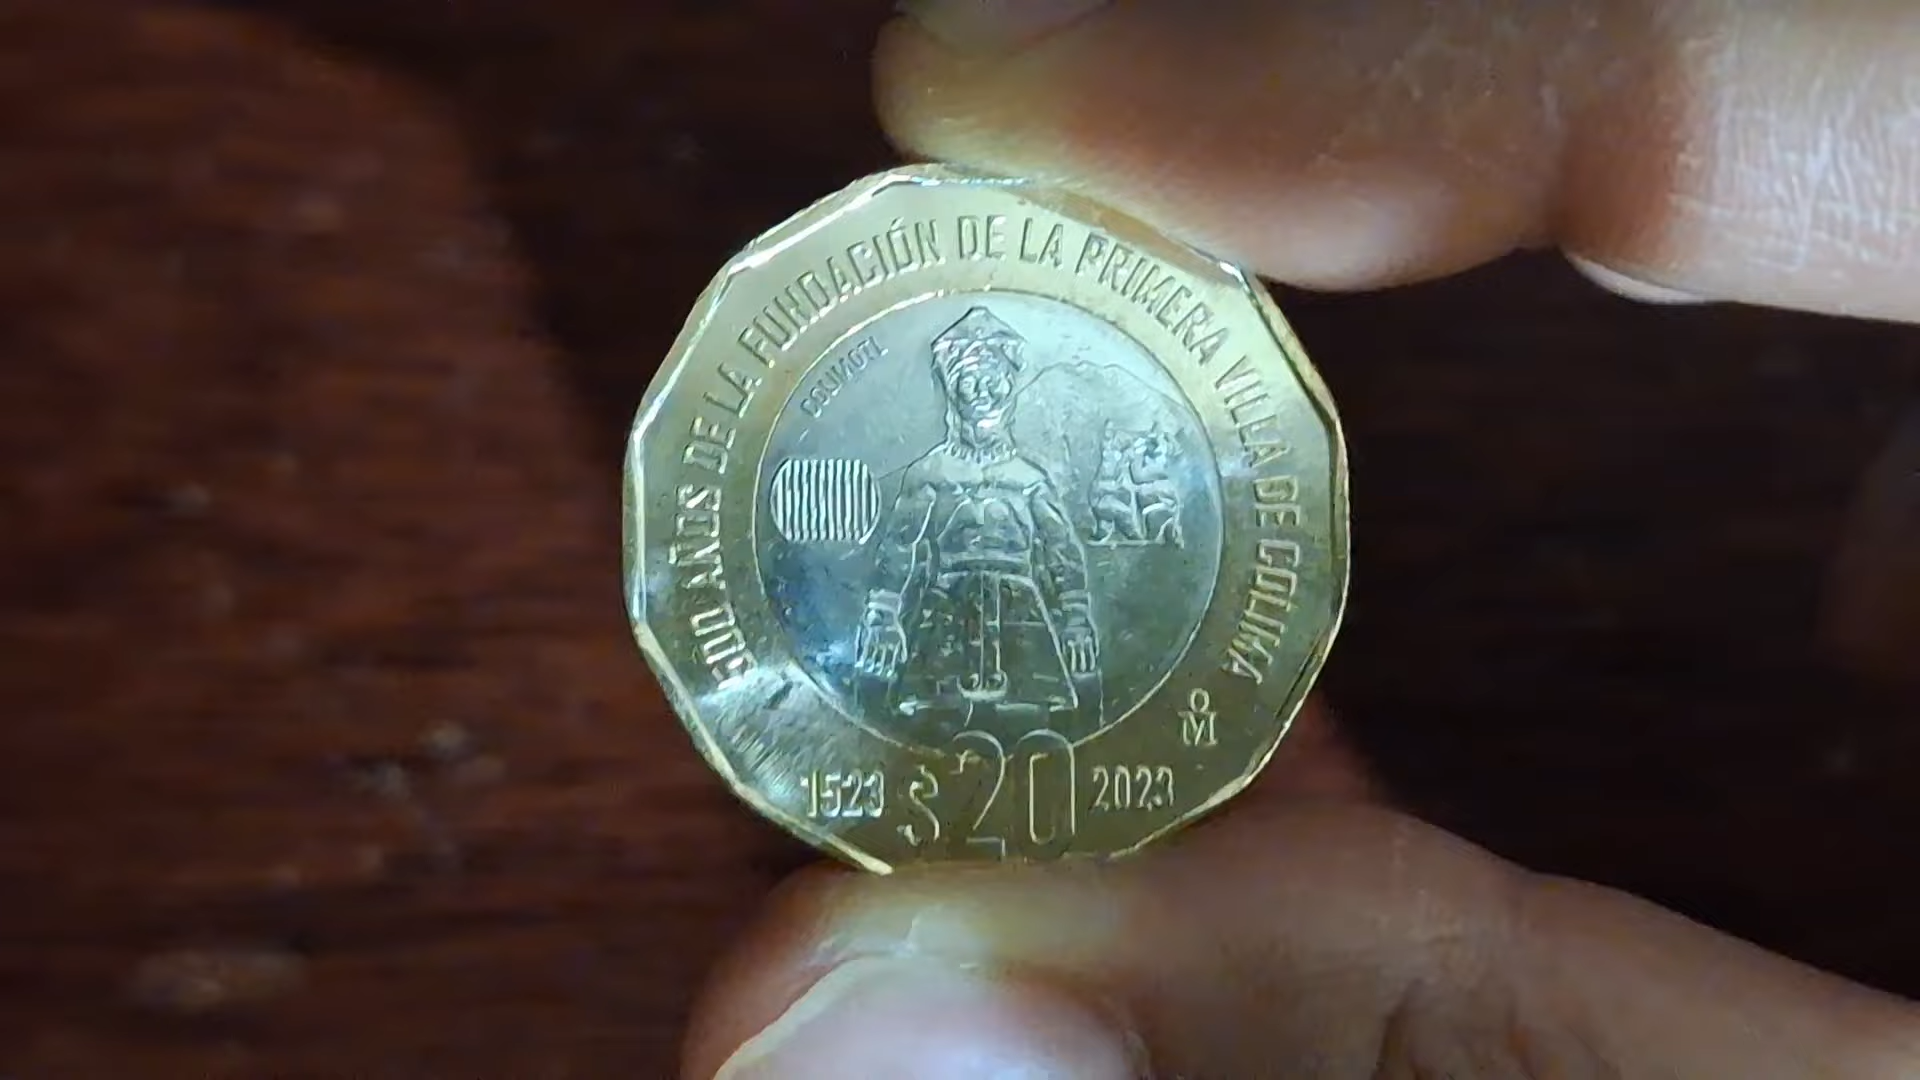 500 AÑOS DE LA FUNDACIÓN DE LA PRIMERA VILLA DE COLIMA
COLIMOTL
M
1523 $20 2023